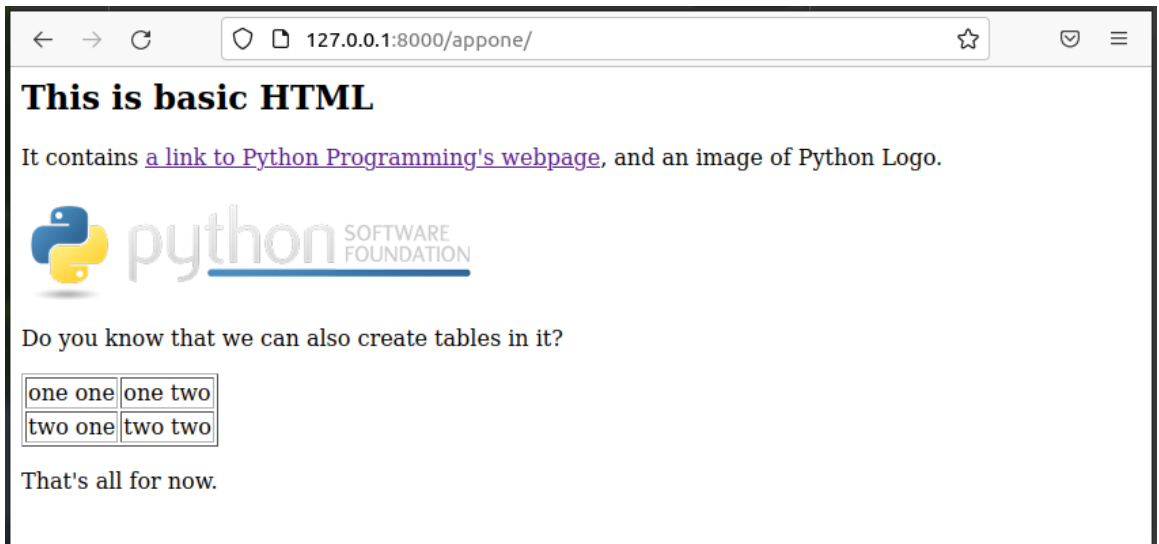 127.0.0.1:8000/appone/
This is basic HTML
It contains a link to Python Programming's webpage, and an image of Python Logo.
python SOFTWARE
FOUNDATION
Do you know that we can also create tables in it?
one one one two
two one two two
That's all for now.